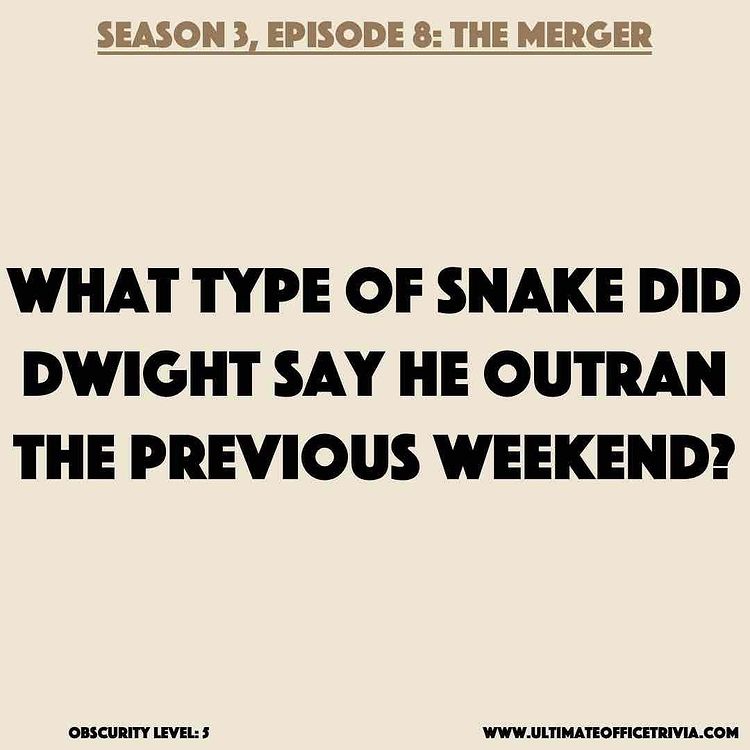 SEASON 3, EPISODE 8: THE MERGER
WHAT TYPE OF SNAKE DID
DWIGHT SAY HE OUTRAN
THE PREVIOUS WEEKEND?
OBSCURITY LEVEL: 5
WWW.ULTIMATEOFFICETRIVIA.COM